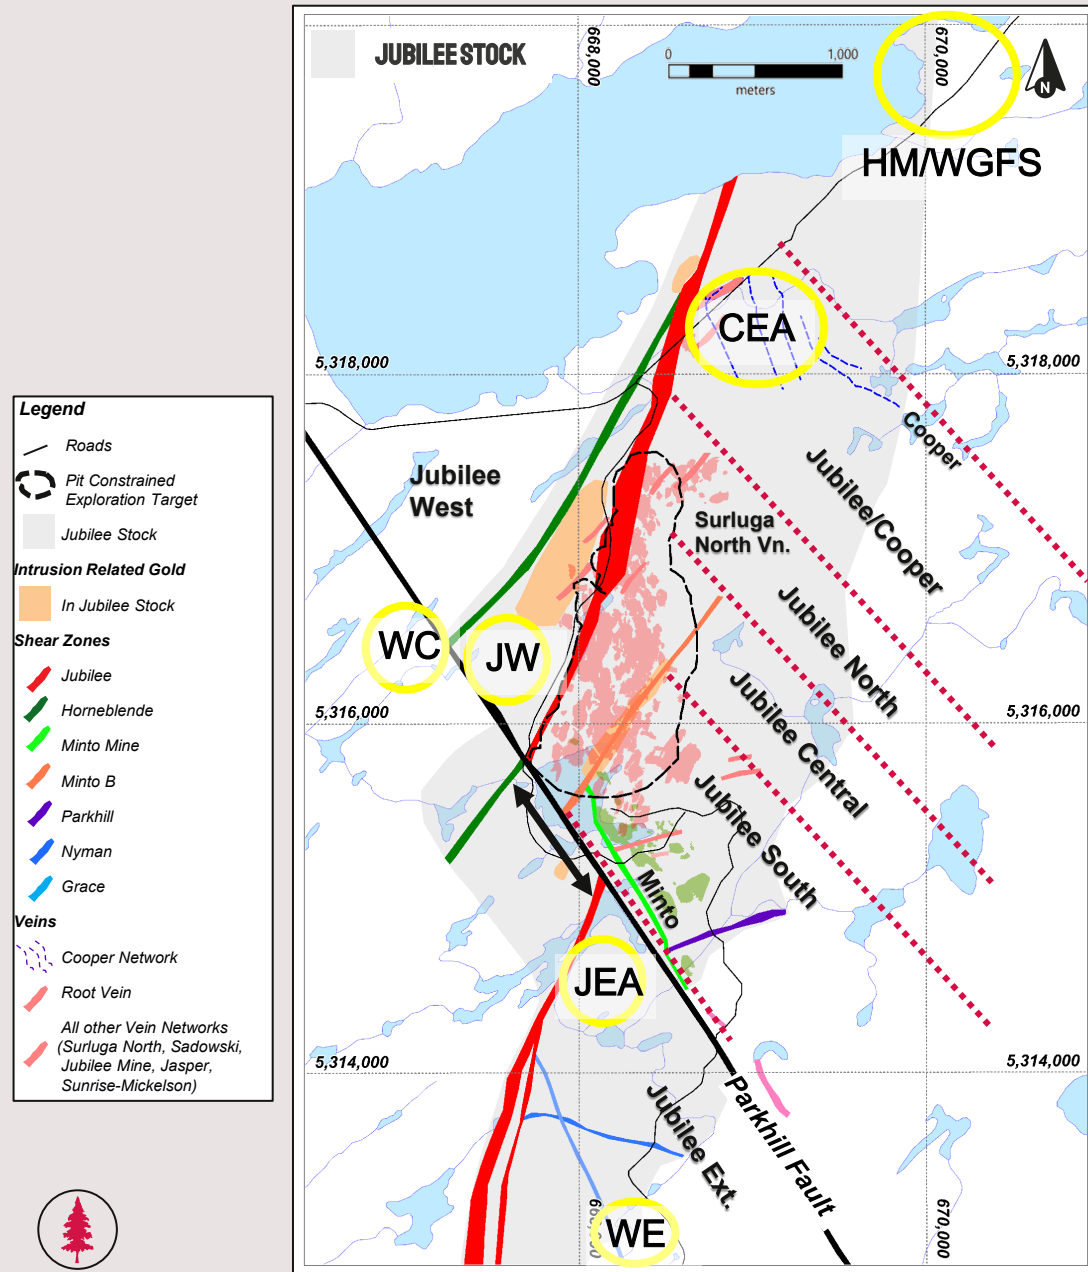 JUBILEE STOCK
0
1,000
meters
668,000
670,000
N
HM/WGFS
CEA
5,318,000
5,318,000
Cooper
Jubilee
West
Jubilee/Cooper
Surluga
North Vn.
Jubilee North
WC
JW
Jubilee Central
5,316,000
5,316,000
Jubilee South
Minto
JEA
5,314,000
5,314,000
Parkhill Fault
Jubilee Ext.
WE
670,000
Legend
Roads
Pit Constrained
Exploration Target
Jubilee Stock
Intrusion Related Gold
In Jubilee Stock
Shear Zones
Jubilee
Horneblende
Minto Mine
Minto B
Parkhill
Nyman
Grace
Veins
Cooper Network
Root Vein
All other Vein Networks
(Surluga North, Sadowski,
Jubilee Mine, Jasper,
Sunrise-Mickelson)